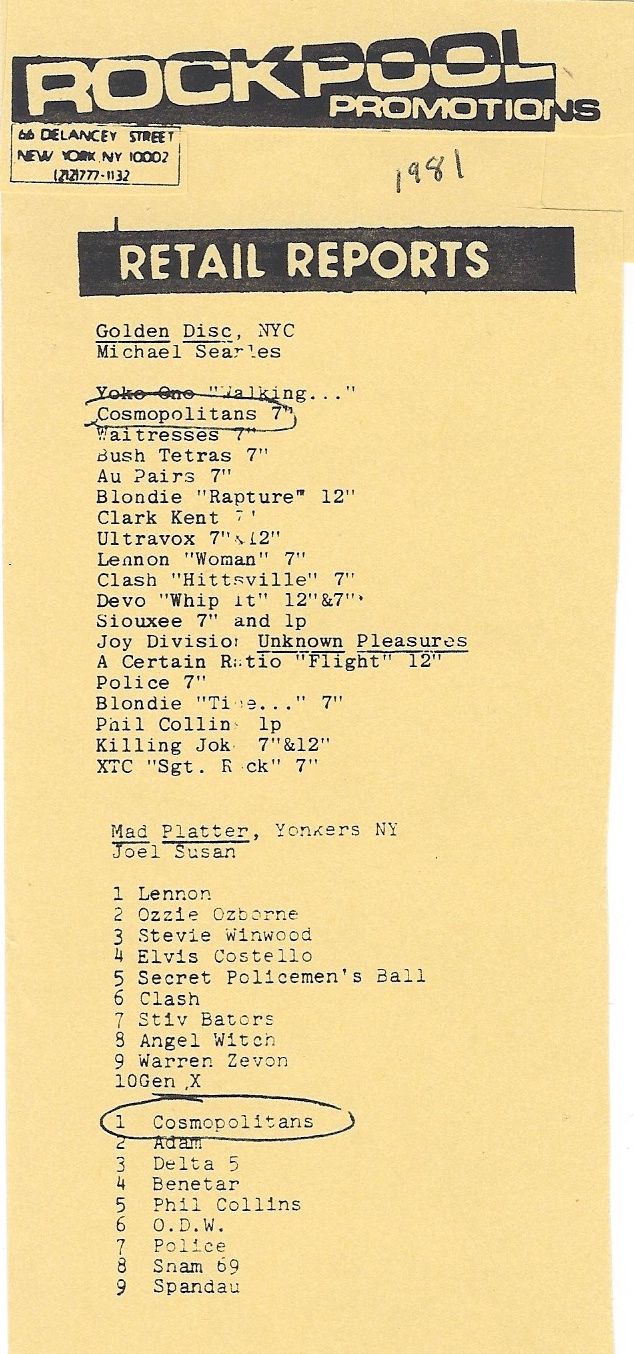 ROCKPOOL
PROMOTIONS
66 DELANCEY STREET
NEW YORK, NY 10002
(212)777-1132
1981
RETAIL REPORTS
Golden Disc, NYC
Michael Searles
Yoko Ono "Walking..."
Cosmopolitans 7"
Waitresses 7"
Bush Tetras 7"
Au Pairs 7"
Blondie "Rapture" 12"
Clark Kent 7"
Ultravox 7"&12"
Lennon "Woman" 7"
Clash "Hittsville" 7"
Devo "Whip It" 12"&7"
Siouxee 7" and lp
Joy Division Unknown Pleasures
A Certain Ratio "Flight" 12"
Police 7"
Blondie "Tide..." 7"
Phil Collins lp
Killing Joke 7"&12"
XTC "Sgt. Rock" 7"
Mad Platter, Yonkers NY
Joel Susan
1 Lennon
2 Ozzie Ozborne
3 Stevie Winwood
4 Elvis Costello
5 Secret Policemen's Ball
6 Clash
7 Stiv Bators
8 Angel Witch
9 Warren Zevon
10Gen X
1 Cosmopolitans
2 Adam
3 Delta 5
4 Benetar
5 Phil Collins
6 O.D.W.
7 Police
8 Snam 69
9 Spandau